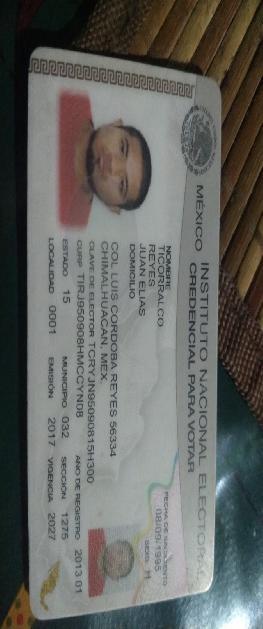 MÉXICO INSTITUTO NACIONAL ELECTORAL
CREDENCIAL PARA VOTAR
NOMBRE
TICORRALCO
REYES
JUAN ELIAS
FECHA DE NACIMIENTO
08/09/1995
SEXO H
DOMICILIO
COL LUIS CORDOBA REYES 56334
CHIMALHUACAN, MEX.
CLAVE DE ELECTOR TCRYJN95090815H300
CURP TIRJ950908HMCCYN08
AÑO DE REGISTRO 2013 01
ESTADO 15 MUNICIPIO 032 SECCIÓN 1275
LOCALIDAD 0001 EMISIÓN 2017 VIGENCIA 2027